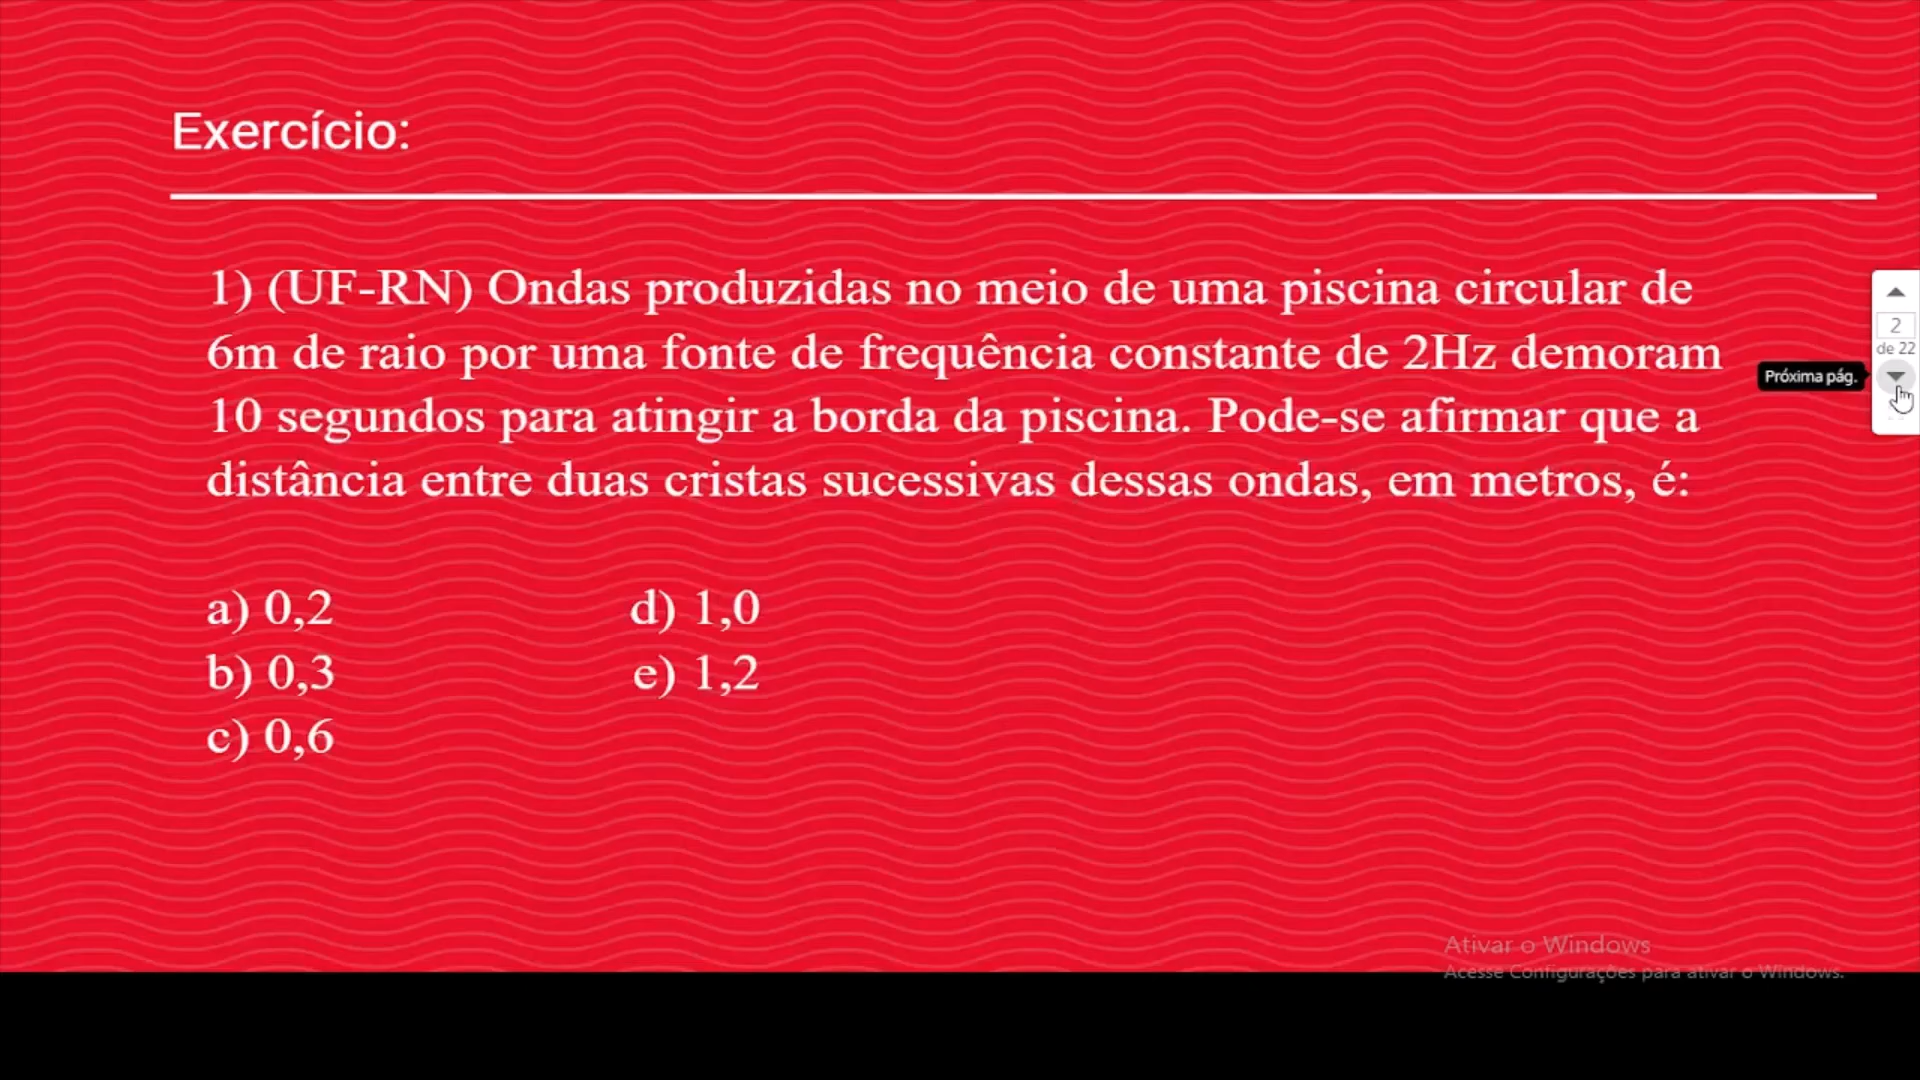 Exercício:
1) (UF-RN) Ondas produzidas no meio de uma piscina circular de
6m de raio por uma fonte de frequência constante de 2Hz demoram
10 segundos para atingir a borda da piscina. Pode-se afirmar que a
distância entre duas cristas sucessivas dessas ondas, em metros, é:
a) 0,2
b) 0,3
c) 0,6
d) 1,0
e) 1,2
2
de 22
Próxima pág.
Ativar o Windows
Acesse Configurações para ativar o Windows.